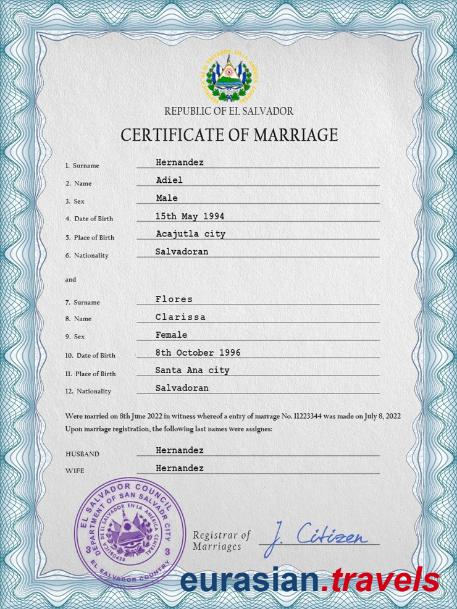 REPUBLIC OF EL SALVADOR
CERTIFICATE OF MARRIAGE
1. Surname Hernandez
2. Name Adiel
3. Sex Male
4. Date of Birth 15th May 1994
5. Place of Birth Acajutla city
6. Nationality Salvadoran
and
7. Surname Flores
8. Name Clarissa
9. Sex Female
10. Date of Birth 8th October 1996
11. Place of Birth Santa Ana city
12. Nationality Salvadoran
Were married on 8th June 2022 in witness whereof a entry of marrage No. 11223344 was made on July 8, 2022
Upon marriage registration, the following last names were assignes:
HUSBAND Hernandez
WIFE Hernandez
EL SALVADOR COUNCIL
DEPARTMENT OF SAN SALVADOR CITY
3 3
EL SALVADOR COUNTRY
Registrar of
Marriages
J. Citizen
eurasian.travels